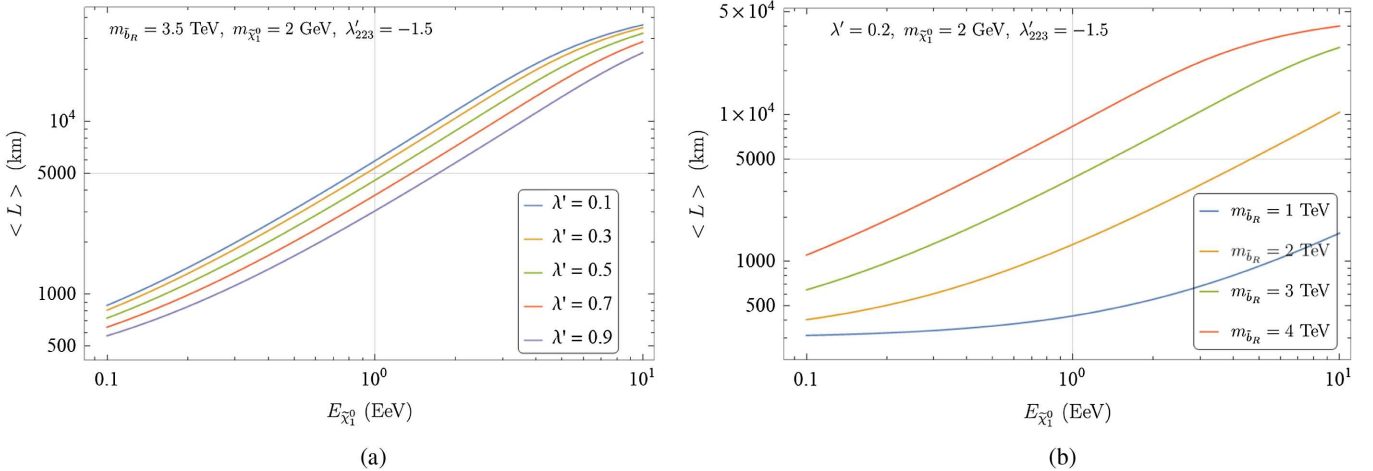 m_{b̃_R} = 3.5 TeV, m_{χ̃_1^0} = 2 GeV, λ'_{223} = −1.5
10^4
5000
1000
500
< L > (km)
λ' = 0.1
λ' = 0.3
λ' = 0.5
λ' = 0.7
λ' = 0.9
0.1 10^0 10^1
E_{χ̃_1^0} (EeV)
(a)
λ' = 0.2, m_{χ̃_1^0} = 2 GeV, λ'_{223} = −1.5
5 × 10^4
1 × 10^4
5000
1000
500
< L > (km)
m_{b̃_R} = 1 TeV
m_{b̃_R} = 2 TeV
m_{b̃_R} = 3 TeV
m_{b̃_R} = 4 TeV
0.1 10^0 10^1
E_{χ̃_1^0} (EeV)
(b)